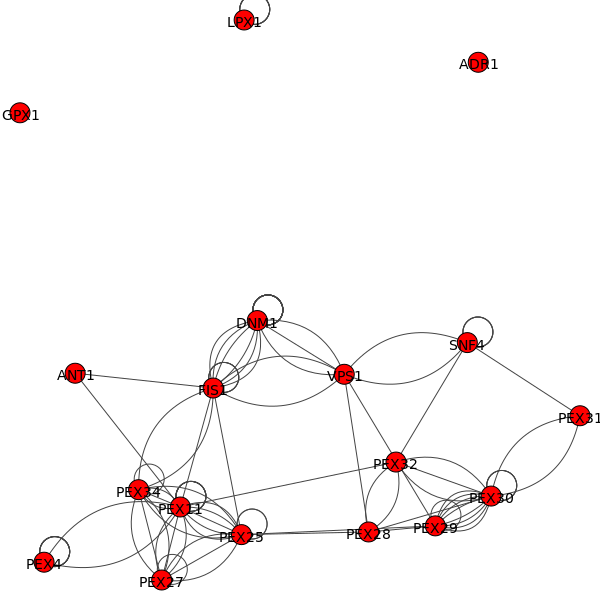 LPX1
ADR1
GPX1
DNM1
SNF4
ANT1
VPS1
FIS1
PEX31
PEX32
PEX34
PEX30
PEX11
PEX29
PEX28
PEX25
PEX4
PEX27